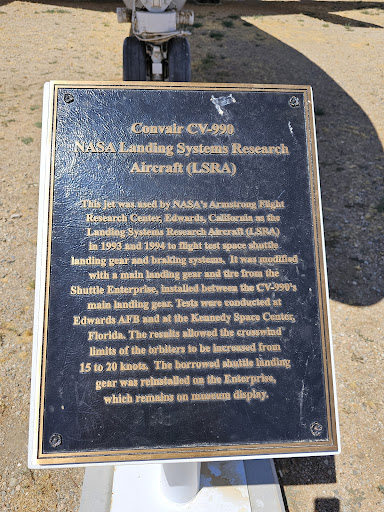 Convair CV-990
NASA Landing Systems Research
Aircraft (LSRA)
This jet was used by NASA's Armstrong Flight
Research Center, Edwards, California as the
Landing Systems Research Aircraft (LSRA)
in 1993 and 1994 to flight test space shuttle
landing gear and braking systems. It was modified
with a main landing gear and tire from the
Shuttle Enterprise, installed between the CV-990's
main landing gear. Tests were conducted at
Edwards AFB and at the Kennedy Space Center,
Florida. The results allowed the crosswind
limits of the orbiters to be increased from
15 to 20 knots. The borrowed shuttle landing
gear was reinstalled on the Enterprise,
which remains on museum display.